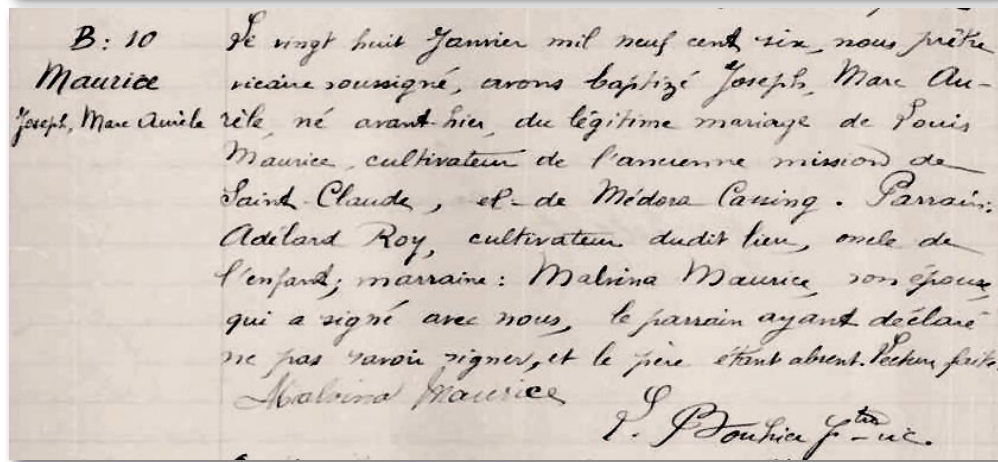 B: 10
Maurice
Joseph, Marc Aurèle
Le vingt huit Janvier mil neuf cent six, nous prêtre
vicaire soussigné, avons baptizé Joseph, Marc Au-
rèle, né avant-hier, du légitime mariage de Louis
Maurice, cultivateur de l'ancienne mission de
Saint-Claude, et de Médora Cassing. Parrain:
Adélard Roy, cultivateur dudit lieu, oncle de
l'enfant; marraine: Malvina Maurice, son épouse,
qui a signé avec nous, le parrain ayant déclaré
ne pas savoir signer, et le père étant absent. Lecture faite.
Malvina Maurice
P. Bouhier ptre vic.